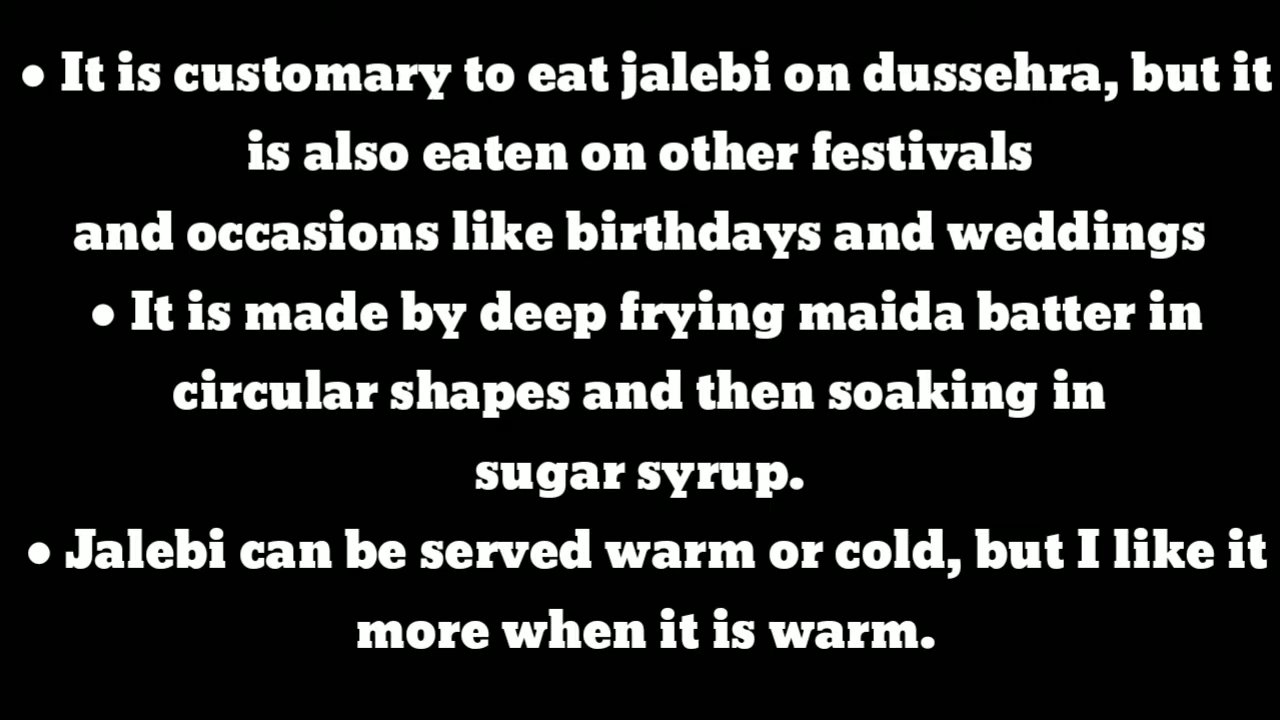 • It is customary to eat jalebi on dussehra, but it
is also eaten on other festivals
and occasions like birthdays and weddings
• It is made by deep frying maida batter in
circular shapes and then soaking in
sugar syrup.
• Jalebi can be served warm or cold, but I like it
more when it is warm.